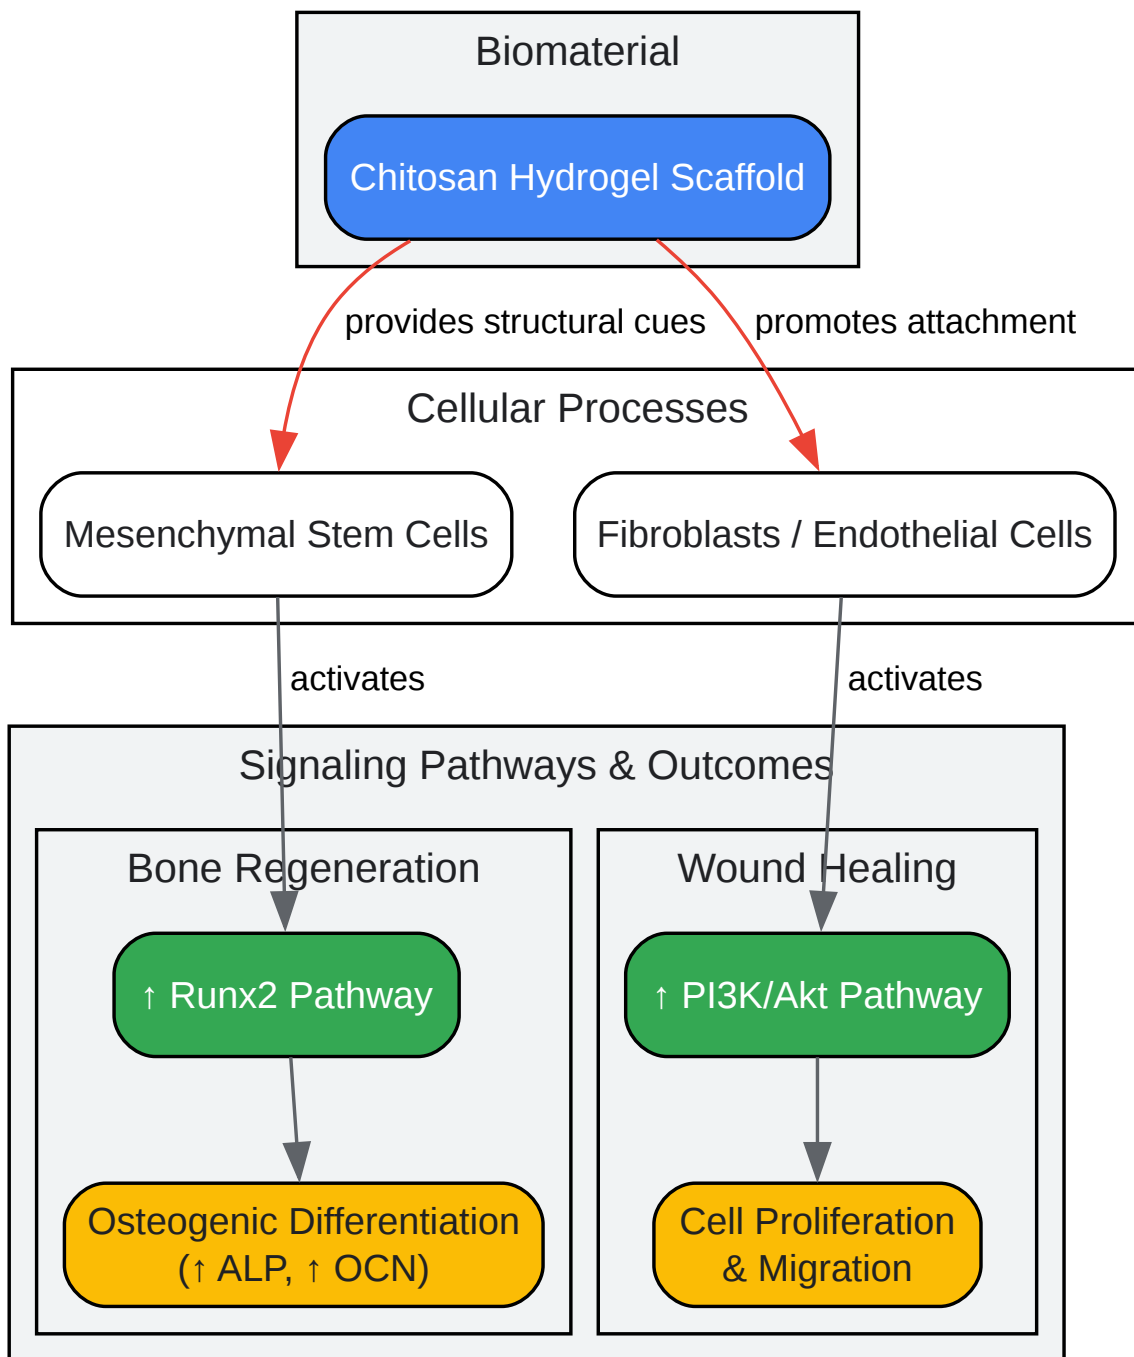 Biomaterial
Chitosan Hydrogel Scaffold
provides structural cues
promotes attachment
Cellular Processes
Mesenchymal Stem Cells
Fibroblasts / Endothelial Cells
activates
activates
Signaling Pathways & Outcomes
Bone Regeneration
Wound Healing
↑ Runx2 Pathway
↑ PI3K/Akt Pathway
Osteogenic Differentiation
(↑ ALP, ↑ OCN)
Cell Proliferation
& Migration